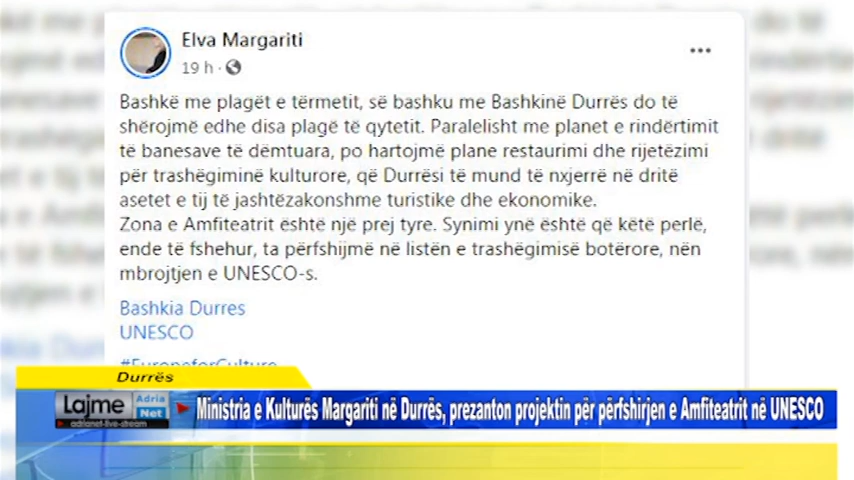 Elva Margariti
19 h ·
Bashkë me plagët e tërmetit, së bashku me Bashkinë Durrës do të
shërojmë edhe disa plagë të qytetit. Paralelisht me planet e rindërtimit
të banesave të dëmtuara, po hartojmë plane restaurimi dhe rijetëzimi
për trashëgiminë kulturore, që Durrësi të mund të nxjerrë në dritë
asetet e tij të jashtëzakonshme turistike dhe ekonomike.
Zona e Amfiteatrit është një prej tyre. Synimi ynë është që këtë perlë,
ende të fshehur, ta përfshijmë në listën e trashëgimisë botërore, nën
mbrojtjen e UNESCO-s.
Bashkia Durres
UNESCO
#EuropeforCulture
Durrës
Lajme Adria Net
adrianet-live-stream
Ministria e Kulturës Margariti në Durrës, prezanton projektin për përfshirjen e Amfiteatrit në UNESCO